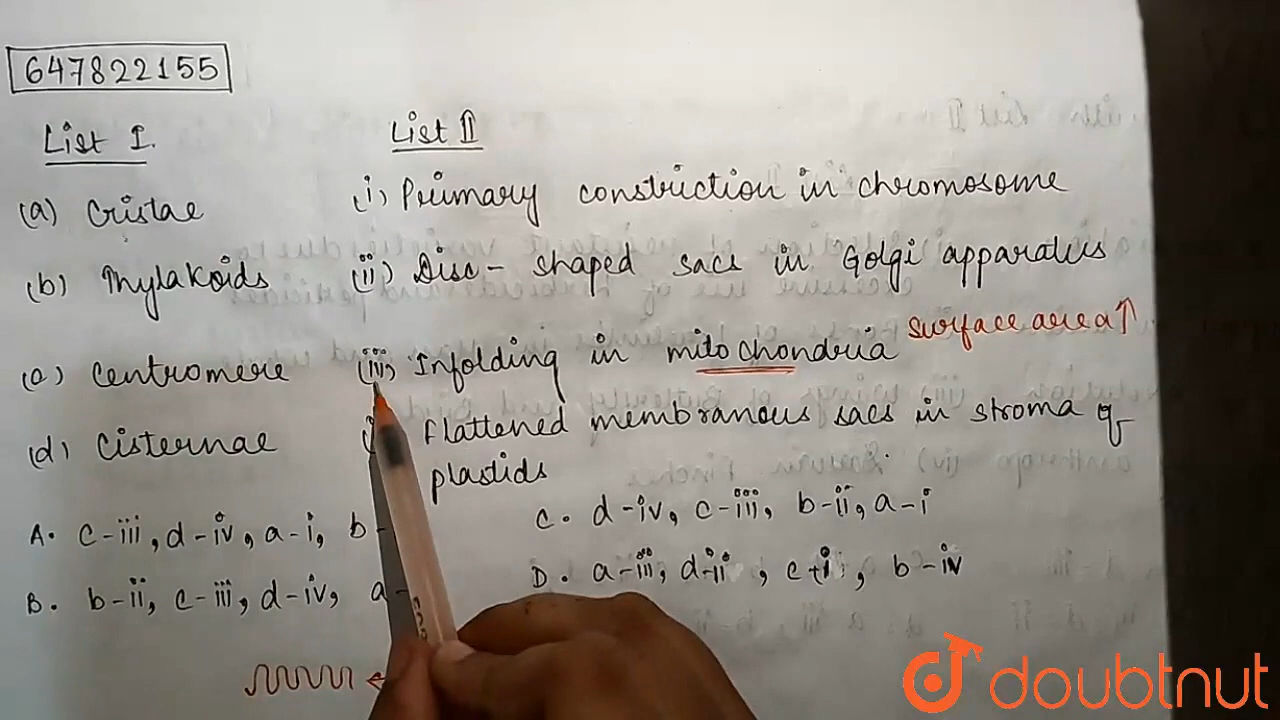 647822155
List I. List II
(a) Cristae (i) Primary constriction in chromosome
(b) Thylakoids (ii) Disc- shaped sacs in Golgi apparatus
(c) Centromere (iii) Infolding in mitochondria surface area↑
(d) Cisternae flattened membranous sacs in stroma of
plastids
A. c-iii, d-iv, a-i, b- C. d-iv, c-iii, b-ii, a-i
B. b-ii, c-iii, d-iv, a- D. a-iii, d-ii, c-i, b-iv
doubtnut